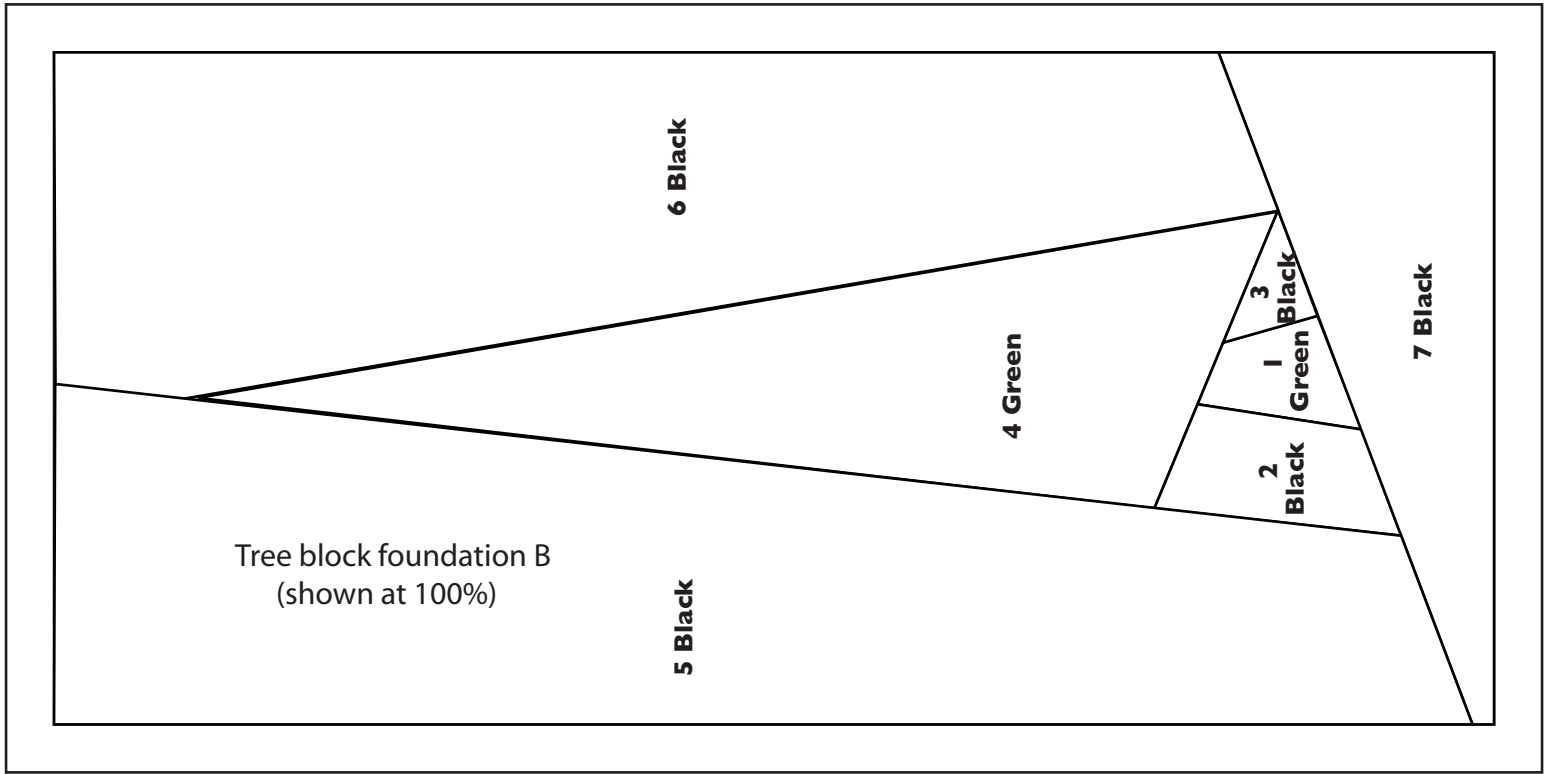 6 Black
3
Black
1
Green
7 Black
4 Green
2
Black
Tree block foundation B
(shown at 100%)
5 Black